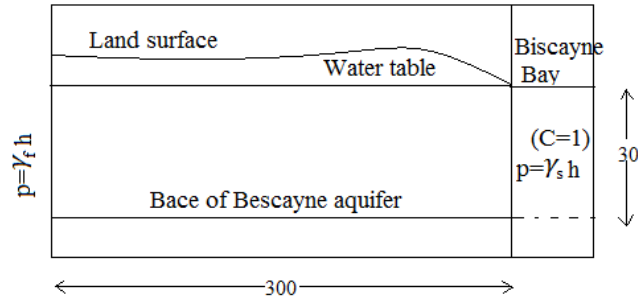 Land surface
Water table
Biscayne
Bay
p=γf h
(C=1)
p=γs h
30
Bace of Bescayne aquifer
300